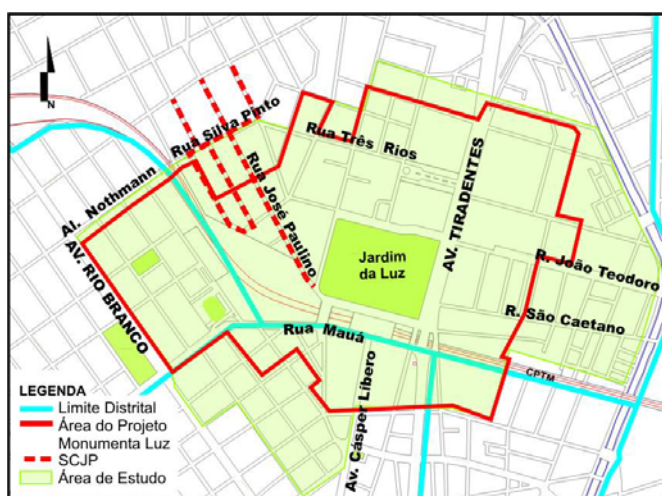 N
Rua Silva Pinto
Rua Três Rios
Al. Nothmann
Rua José Paulino
AV. TIRADENTES
AV. RIO BRANCO
Jardim
da Luz
R. João Teodoro
R. São Caetano
Rua Mauá
CPTM
Av. Cásper Líbero
LEGENDA
Limite Distrital
Área do Projeto
Monumenta Luz
SCJP
Área de Estudo